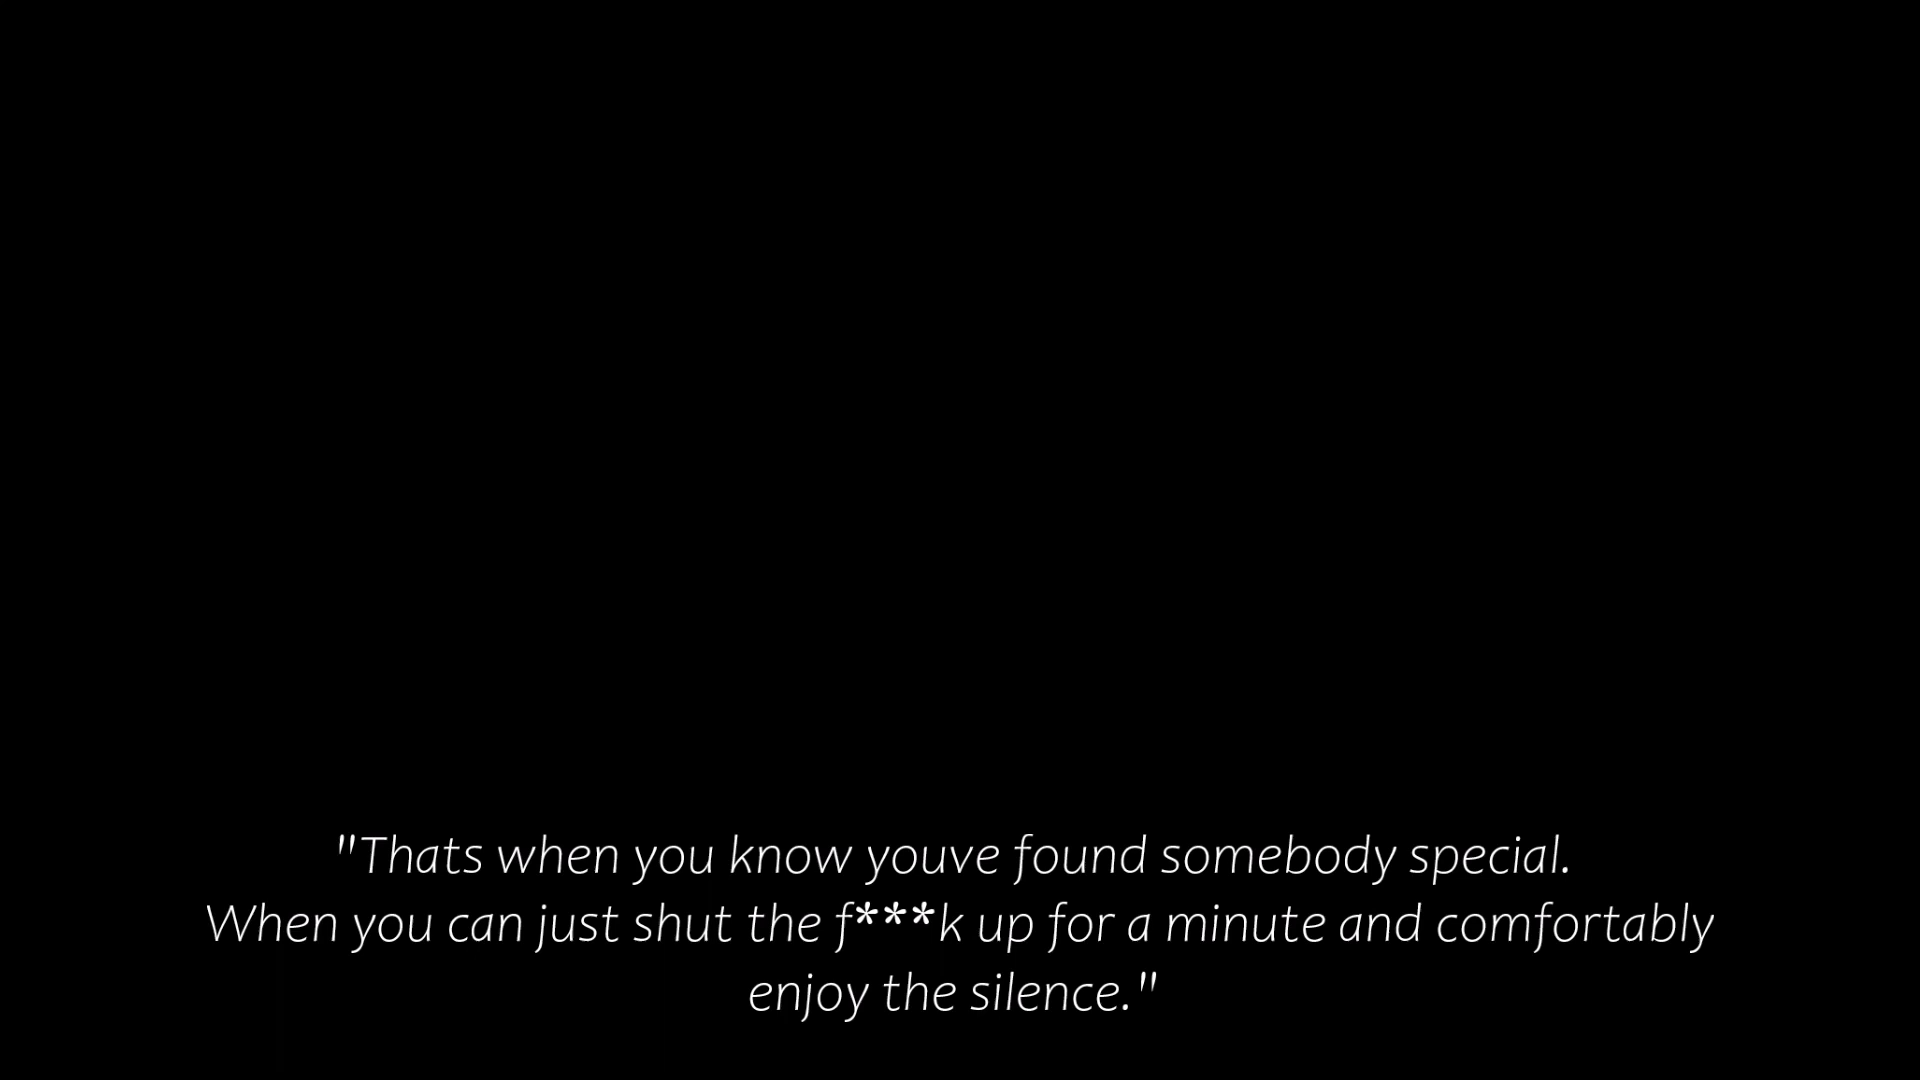 "Thats when you know youve found somebody special.
When you can just shut the f***k up for a minute and comfortably
enjoy the silence."